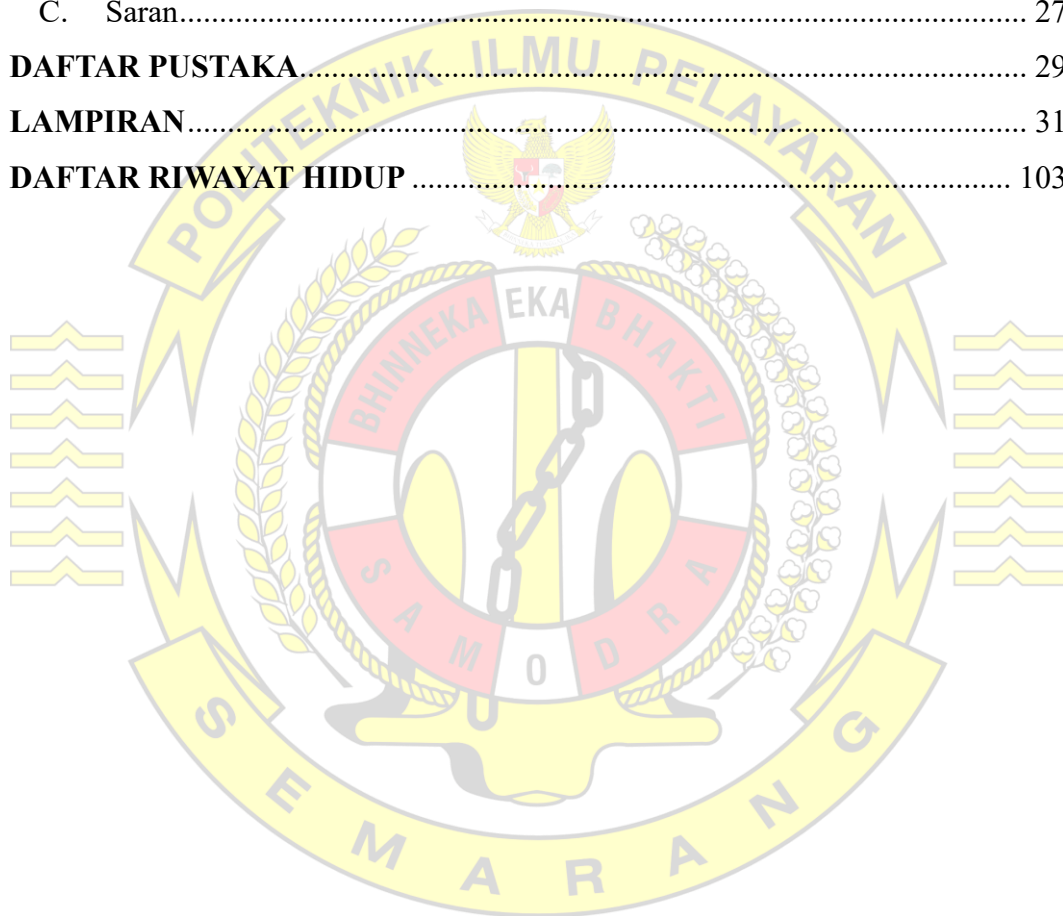 C. Saran.......................................................................................................... 27
DAFTAR PUSTAKA........................................................................................... 29
LAMPIRAN......................................................................................................... 31
DAFTAR RIWAYAT HIDUP ........................................................................... 103
POLITEKNIK ILMU PELAYARAN
BHINNEKA EKA BHAKTI
SAMODRA
SEMARANG